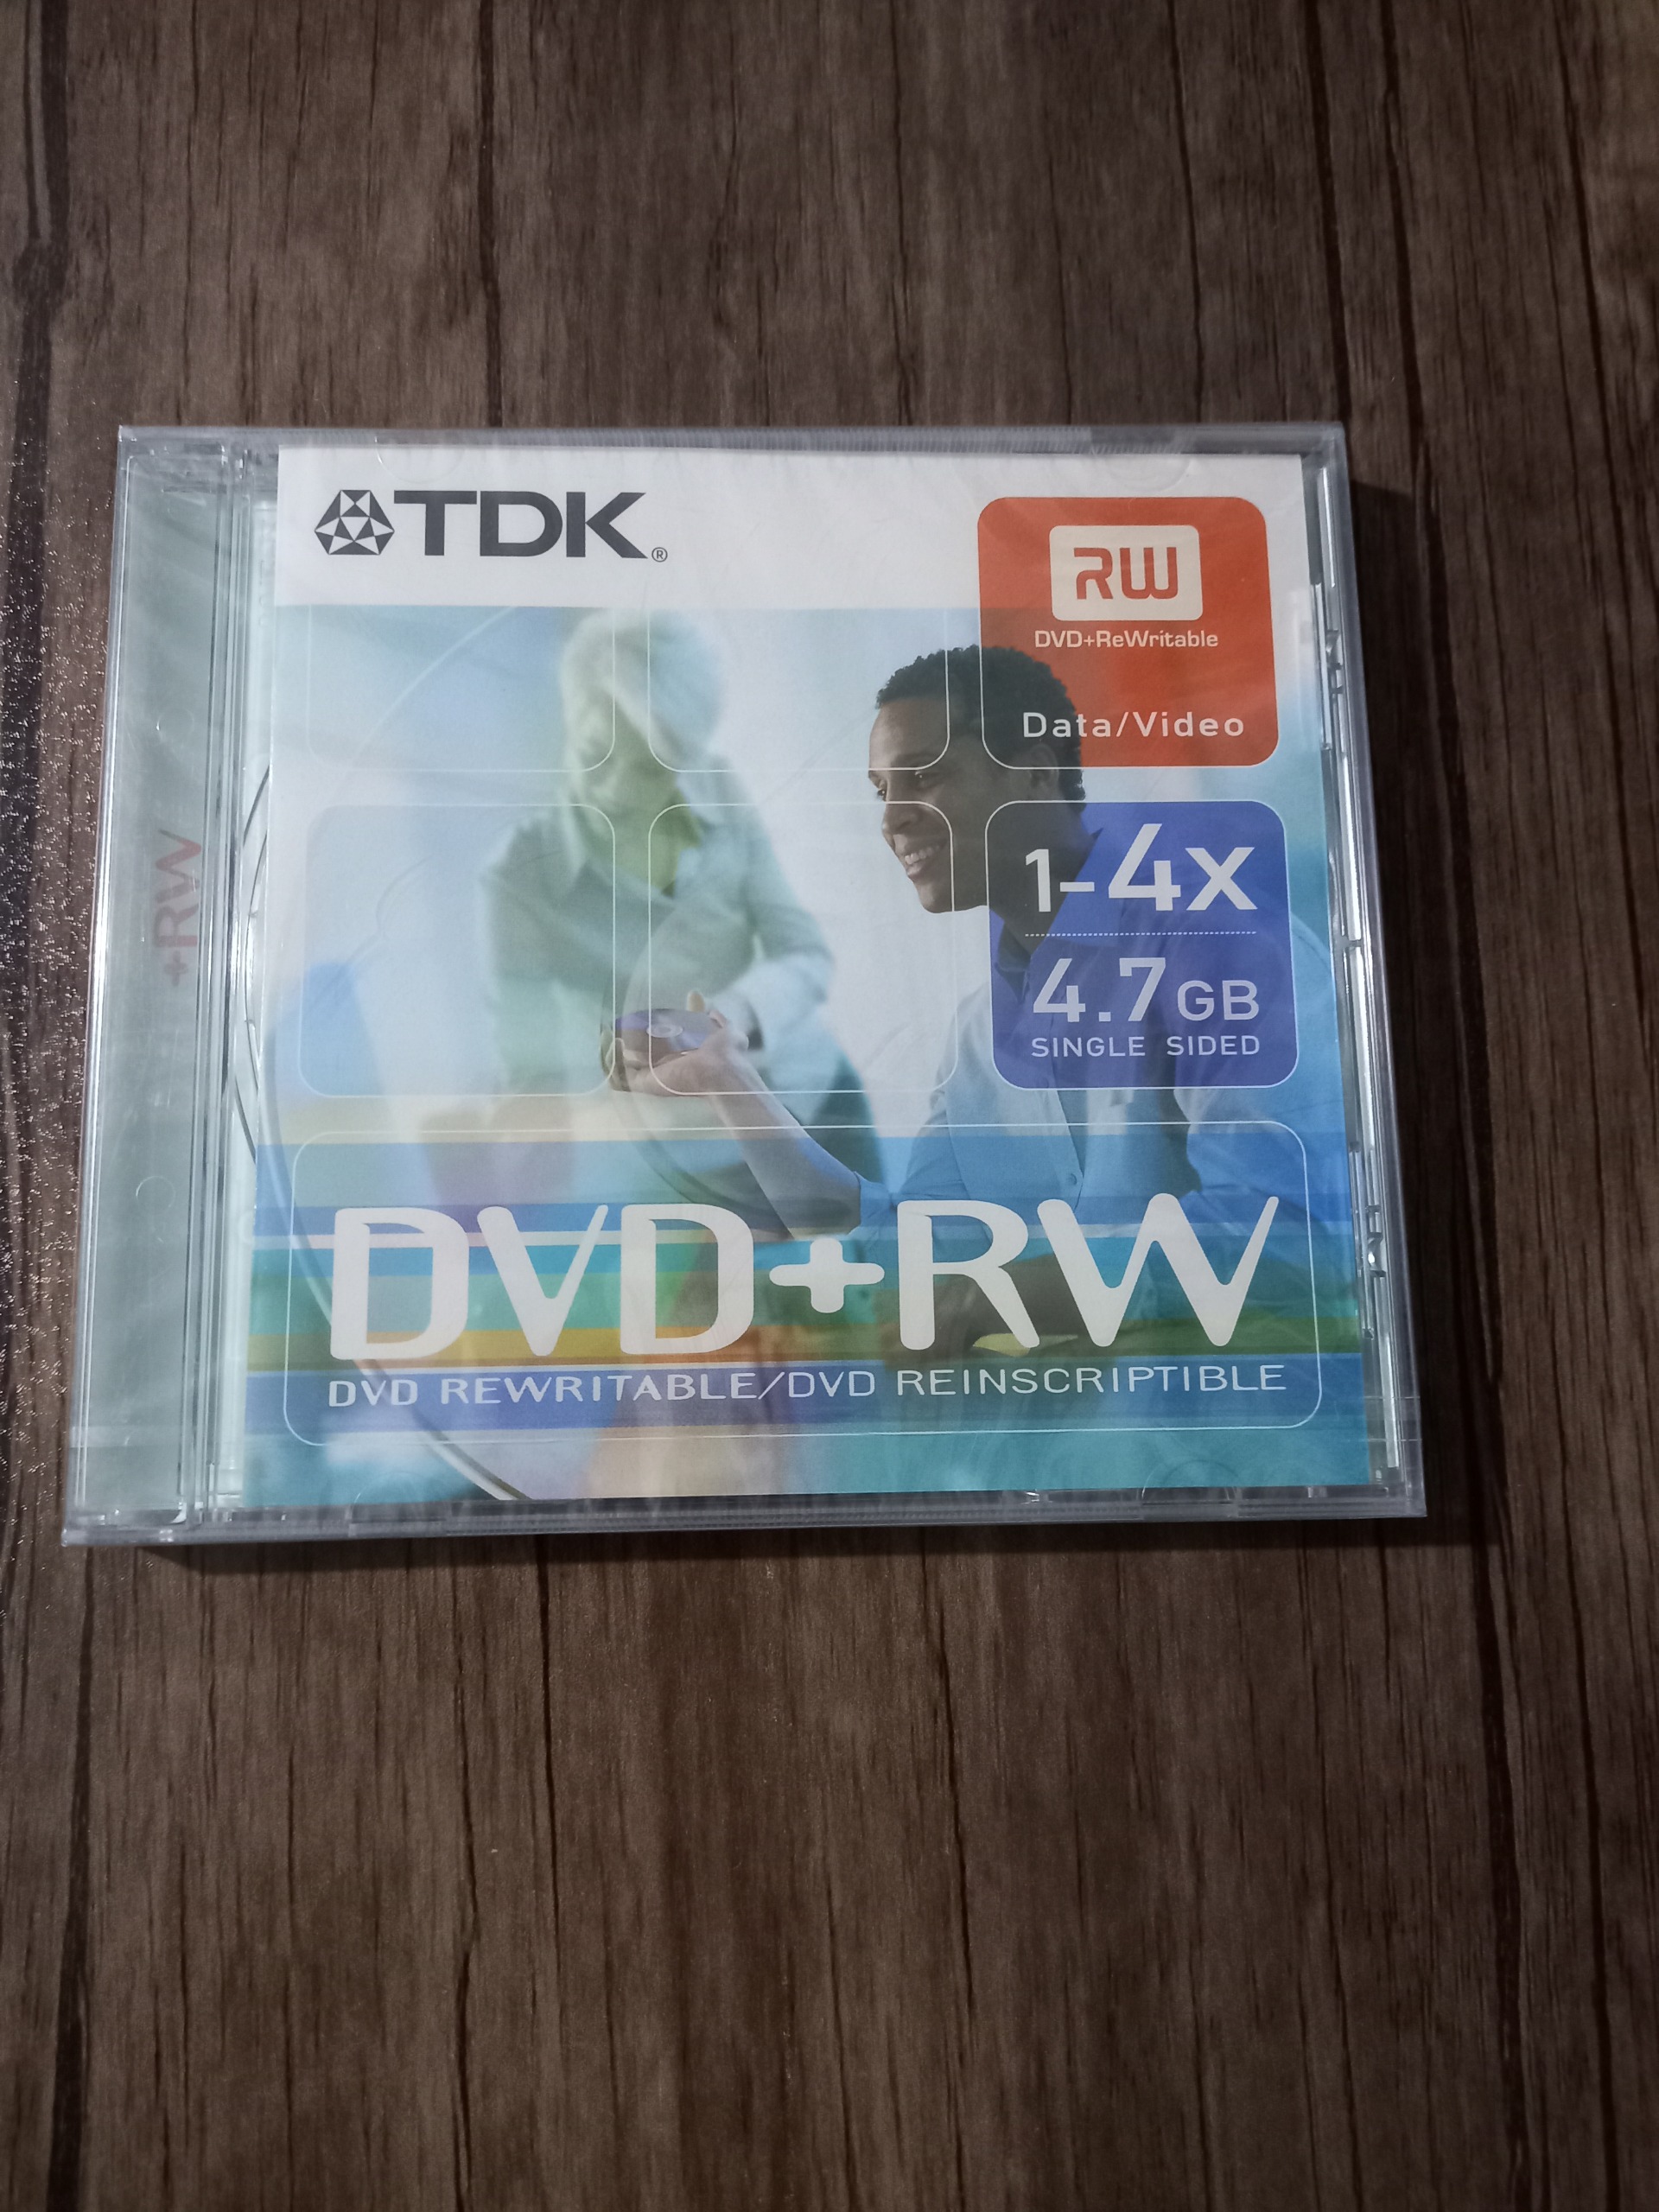 TDK®
RW
DVD+ReWritable
Data/Video
1-4x
4.7GB
SINGLE SIDED
+RW
DVD+RW
DVD REWRITABLE/DVD REINSCRIPTIBLE